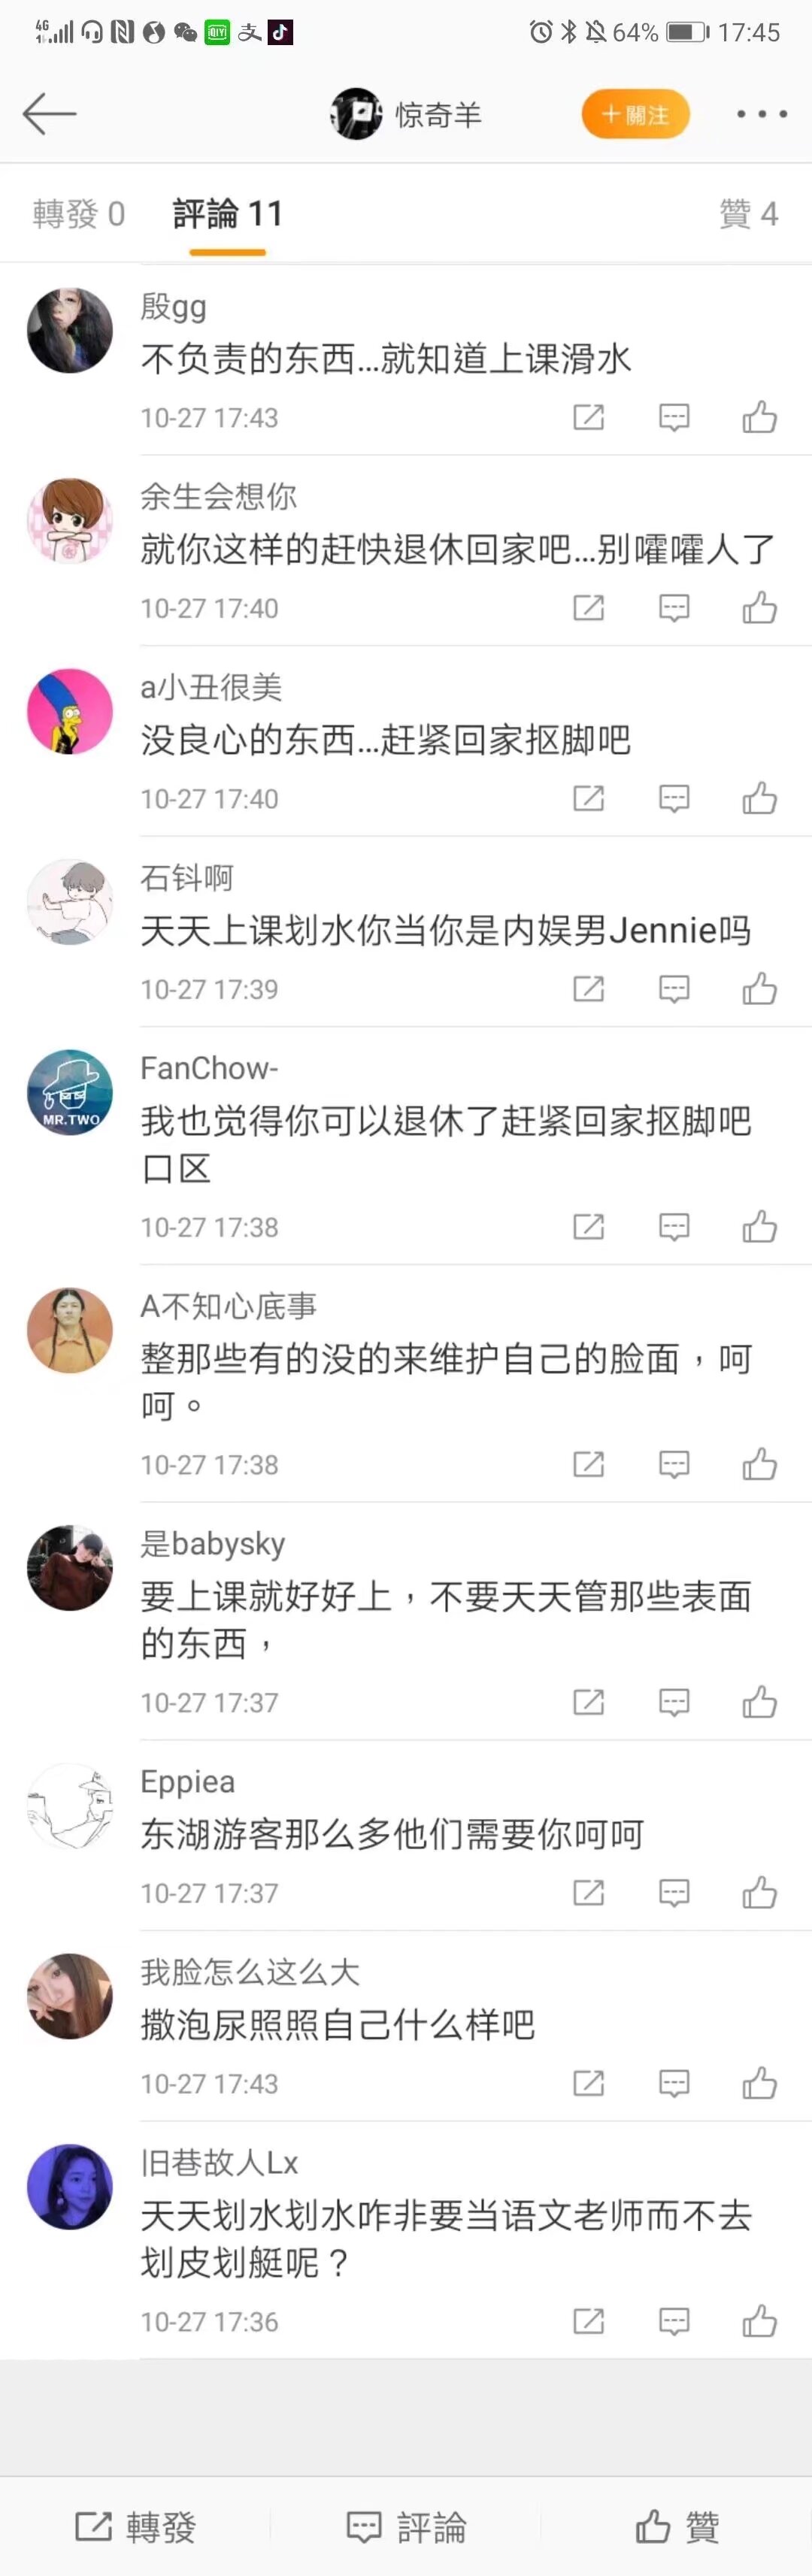 4G
64% 17:45
惊奇羊
＋關注
轉發 0 評論 11 贊 4
殷gg
不负责的东西...就知道上课滑水
10-27 17:43
余生会想你
就你这样的赶快退休回家吧...别嚯嚯人了
10-27 17:40
a小丑很美
没良心的东西...赶紧回家抠脚吧
10-27 17:40
石钭啊
天天上课划水你当你是内娱男Jennie吗
10-27 17:39
FanChow-
MR.TWO
我也觉得你可以退休了赶紧回家抠脚吧
口区
10-27 17:38
A不知心底事
整那些有的没的来维护自己的脸面，呵
呵。
10-27 17:38
是babysky
要上课就好好上，不要天天管那些表面
的东西，
10-27 17:37
Eppiea
东湖游客那么多他们需要你呵呵
10-27 17:37
我脸怎么这么大
撒泡尿照照自己什么样吧
10-27 17:43
旧巷故人Lx
天天划水划水咋非要当语文老师而不去
划皮划艇呢？
10-27 17:36
轉發 評論 贊